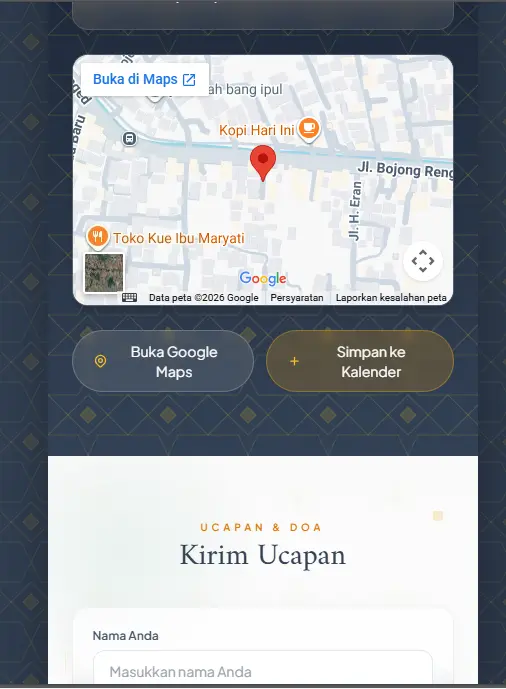 Buka di Maps
ah bang ipul
Kopi Hari Ini
a Baru
Jl. Bojong Reng
Jl. H. Eran
Toko Kue Ibu Maryati
Google
Data peta ©2026 Google
Persyaratan
Laporkan kesalahan peta
Buka Google
Maps
Simpan ke
Kalender
UCAPAN & DOA
Kirim Ucapan
Nama Anda
Masukkan nama Anda